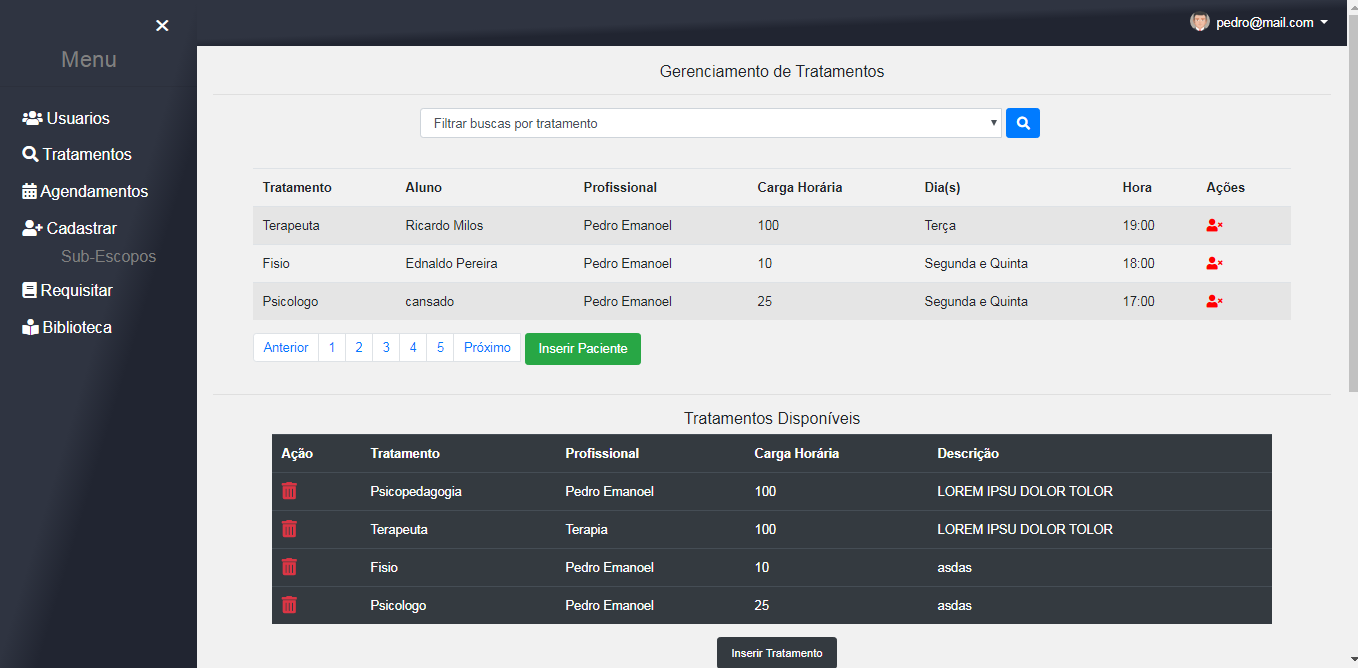 pedro@mail.com
Menu
Usuarios
Tratamentos
Agendamentos
Cadastrar
Sub-Escopos
Requisitar
Biblioteca
Gerenciamento de Tratamentos
Filtrar buscas por tratamento
Tratamento Aluno Profissional Carga Horária Dia(s) Hora Ações
Terapeuta Ricardo Milos Pedro Emanoel 100 Terça 19:00
Fisio Ednaldo Pereira Pedro Emanoel 10 Segunda e Quinta 18:00
Psicologo cansado Pedro Emanoel 25 Segunda e Quinta 17:00
Anterior 1 2 3 4 5 Próximo Inserir Paciente
Tratamentos Disponíveis
Ação Tratamento Profissional Carga Horária Descrição
Psicopedagogia Pedro Emanoel 100 LOREM IPSU DOLOR TOLOR
Terapeuta Terapia 100 LOREM IPSU DOLOR TOLOR
Fisio Pedro Emanoel 10 asdas
Psicologo Pedro Emanoel 25 asdas
Inserir Tratamento